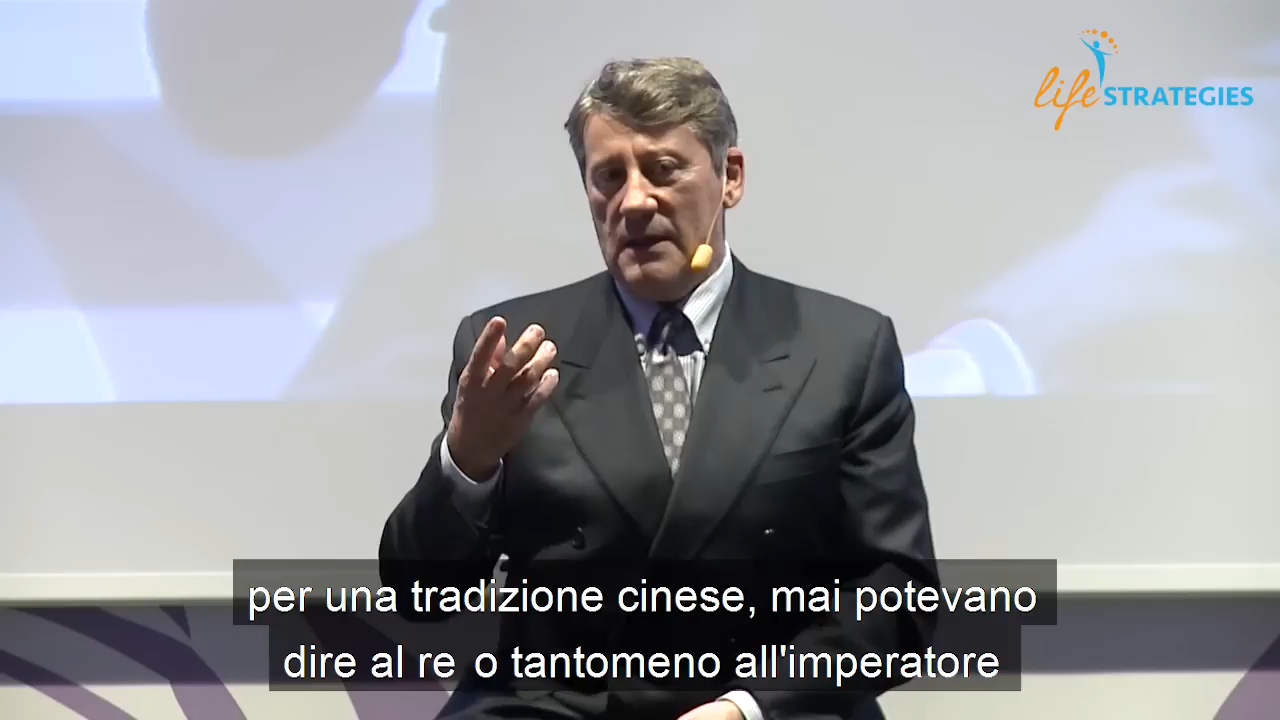 life STRATEGIES
per una tradizione cinese, mai potevano
dire al re o tantomeno all'imperatore